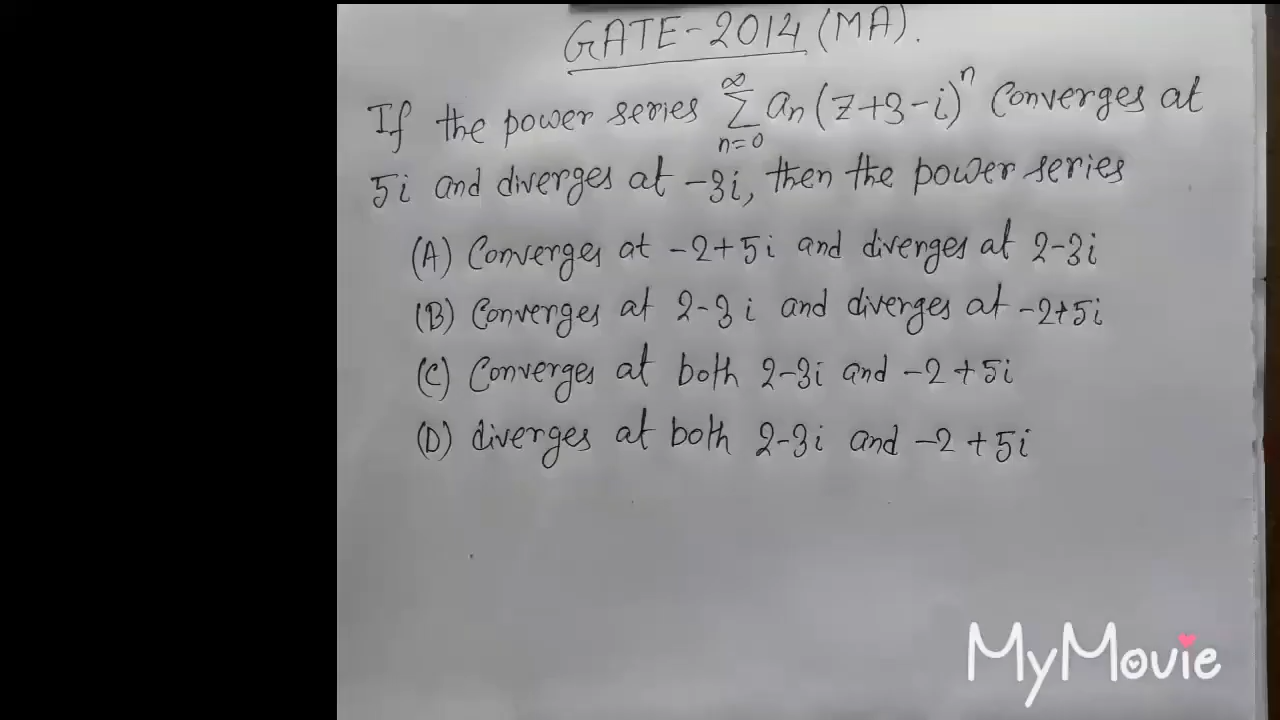 GATE-2014 (MA).
If the power series ∑_{n=0}^{∞} a_n (z+3-i)^n Converges at
5i and diverges at -3i, then the power series
(A) Converges at -2+5i and diverges at 2-3i
(B) Converges at 2-3i and diverges at -2+5i
(C) Converges at both 2-3i and -2+5i
(D) diverges at both 2-3i and -2+5i
MyMovie